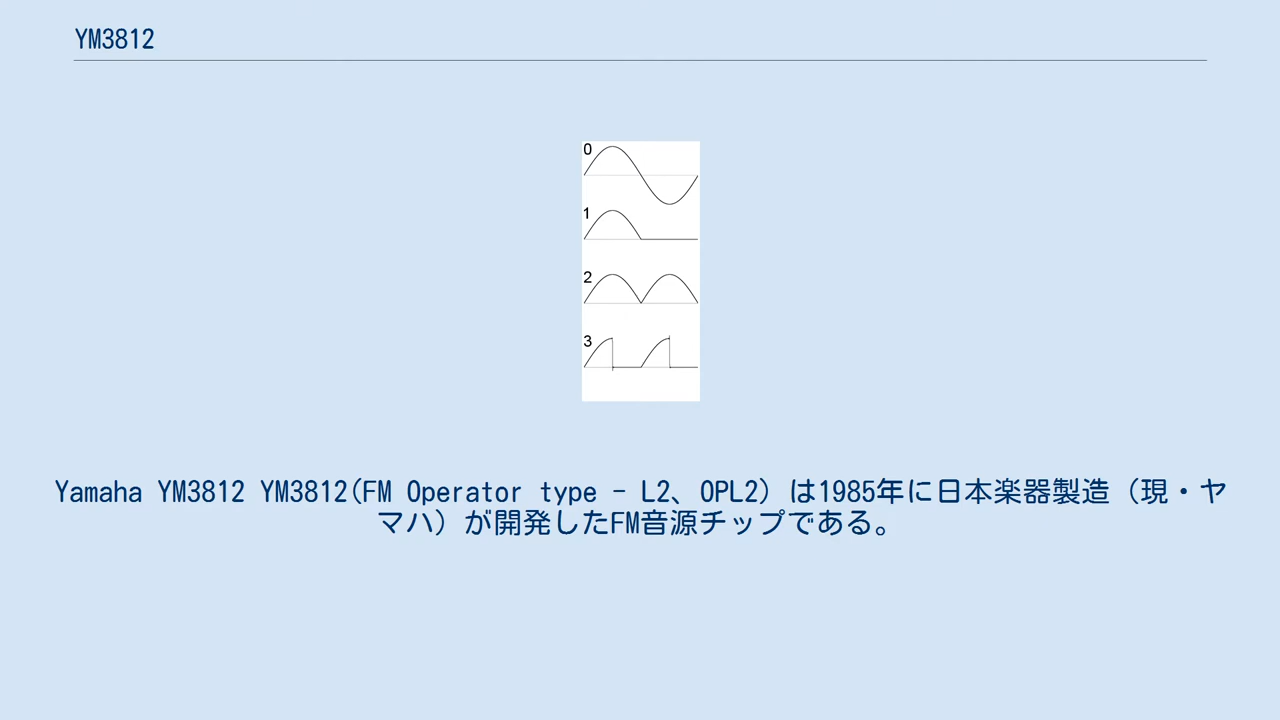 YM3812
0
1
2
3
Yamaha YM3812 YM3812(FM Operator type - L2、OPL2) は1985年に日本楽器製造（現・ヤ
マハ）が開発したFM音源チップである。